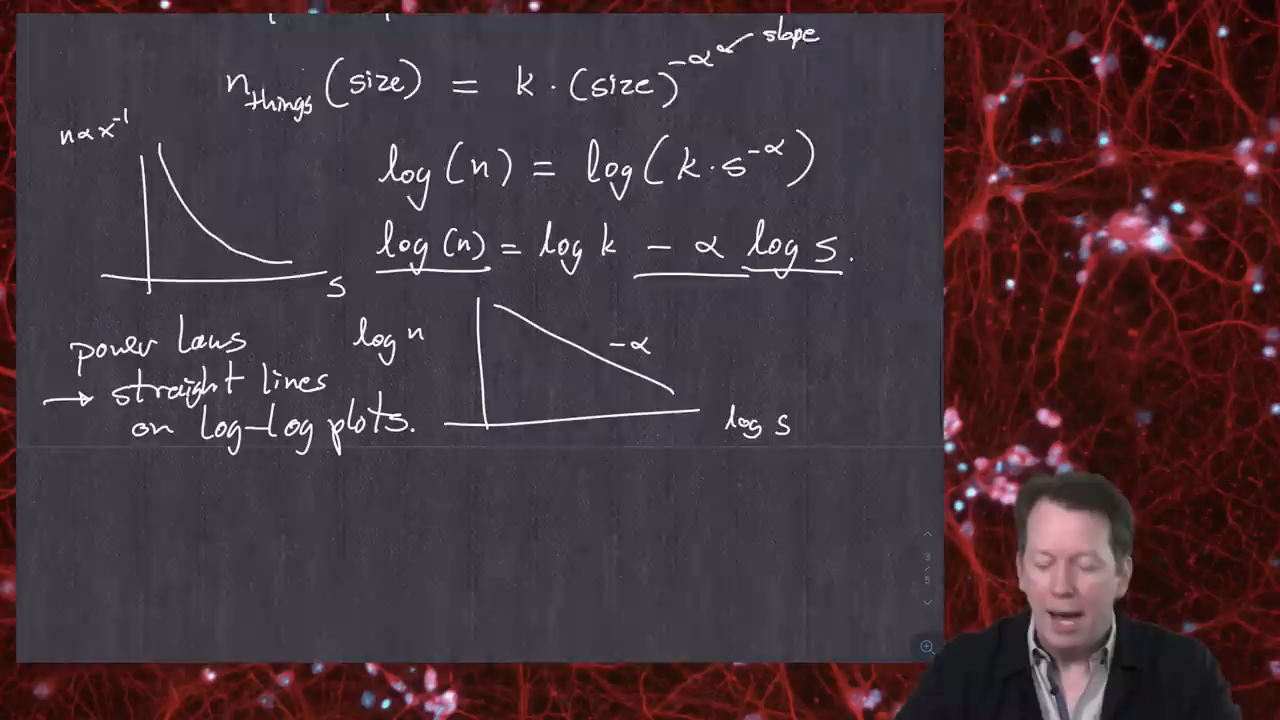 slope
n_things (size) = k · (size)^-α
n α x^-1
log(n) = log(k · s^-α)
log(n) = log k - α log s.
s
power laws
→ straight lines
on log-log plots.
log n
-α
log s